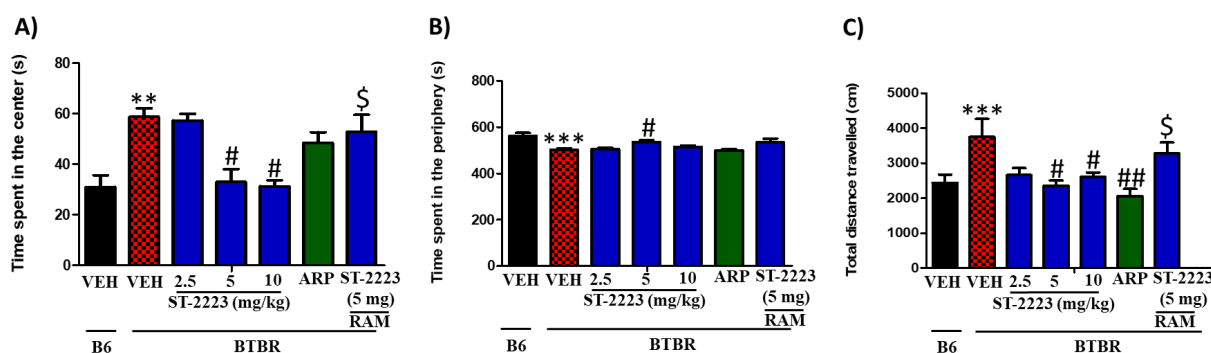 A)
Time spent in the center (s)
80
60
40
20
0
**
#
#
$
VEH VEH 2.5 5 10 ARP ST-2223
ST-2223 (mg/kg) (5 mg)
RAM
B6 BTBR
B)
Time spent in the periphery (s)
800
600
400
200
0
***
#
VEH VEH 2.5 5 10 ARP ST-2223
ST-2223 (mg/kg) (5 mg)
RAM
B6 BTBR
C)
Total distance travelled (cm)
5000
4000
3000
2000
1000
0
***
#
#
##
$
VEH VEH 2.5 5 10 ARP ST-2223
ST-2223 (mg/kg) (5 mg)
RAM
B6 BTBR